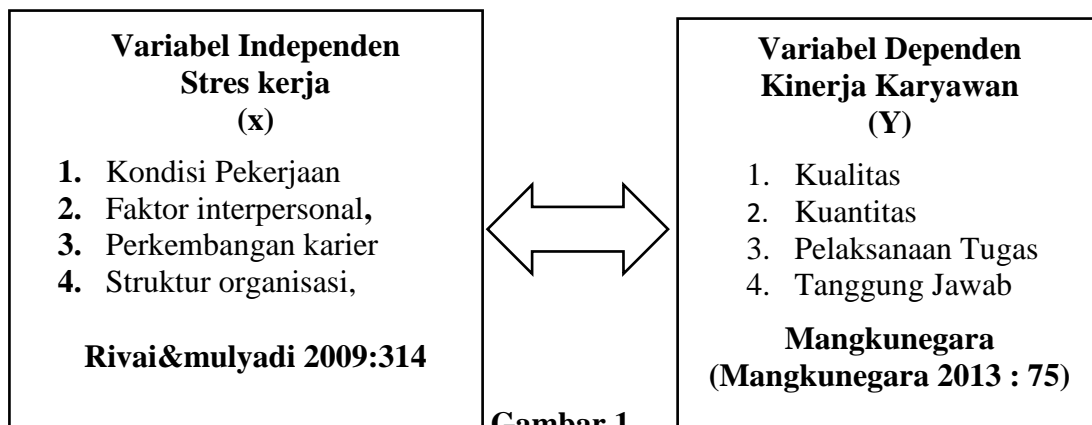 Variabel Independen
Stres kerja
(x)
1. Kondisi Pekerjaan
2. Faktor interpersonal,
3. Perkembangan karier
4. Struktur organisasi,
Rivai&mulyadi 2009:314
Variabel Dependen
Kinerja Karyawan
(Y)
1. Kualitas
2. Kuantitas
3. Pelaksanaan Tugas
4. Tanggung Jawab
Mangkunegara
(Mangkunegara 2013 : 75)
Gambar 1